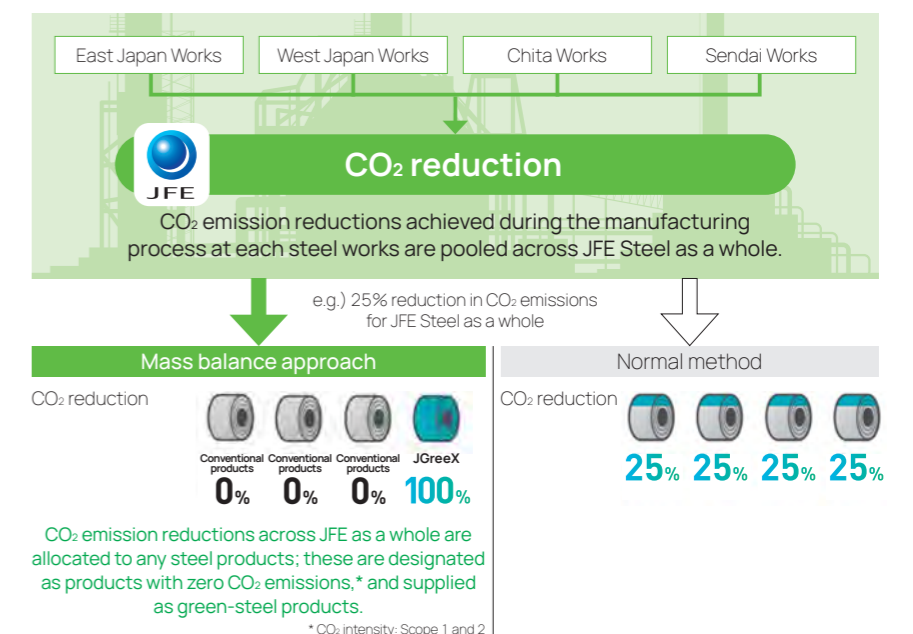 East Japan Works
West Japan Works
Chita Works
Sendai Works
JFE
CO₂ reduction
CO₂ emission reductions achieved during the manufacturing
process at each steel works are pooled across JFE Steel as a whole.
e.g.) 25% reduction in CO₂ emissions
for JFE Steel as a whole
Mass balance approach
CO₂ reduction
Conventional products
0%
Conventional products
0%
Conventional products
0%
JGreeX
100%
CO₂ emission reductions across JFE as a whole are
allocated to any steel products; these are designated
as products with zero CO₂ emissions,* and supplied
as green-steel products.
* CO₂ intensity: Scope 1 and 2
Normal method
CO₂ reduction
25%
25%
25%
25%